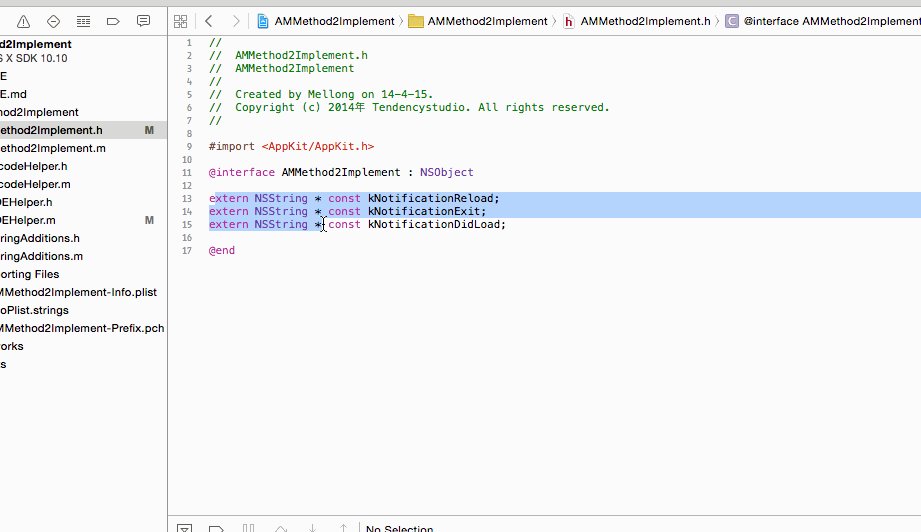 AMMethod2Implement AMMethod2Implement AMMethod2Implement.h @interface AMMethod2Implement
d2Implement
S X SDK 10.10
E
E.md
nod2Implement
ethod2Implement.h M
ethod2Implement.m
codeHelper.h
codeHelper.m
EHelper.h
DEHelper.m M
ringAdditions.h
ringAdditions.m
orting Files
MMethod2Implement-Info.plist
oPlist.strings
MMethod2Implement-Prefix.pch
orks
s
1 //
2 // AMMethod2Implement.h
3 // AMMethod2Implement
4 //
5 // Created by Mellong on 14-4-15.
6 // Copyright (c) 2014年 Tendencystudio. All rights reserved.
7 //
8
9 #import <AppKit/AppKit.h>
10
11 @interface AMMethod2Implement : NSObject
12
13 extern NSString * const kNotificationReload;
14 extern NSString * const kNotificationExit;
15 extern NSString * const kNotificationDidLoad;
16
17 @end
No Selection